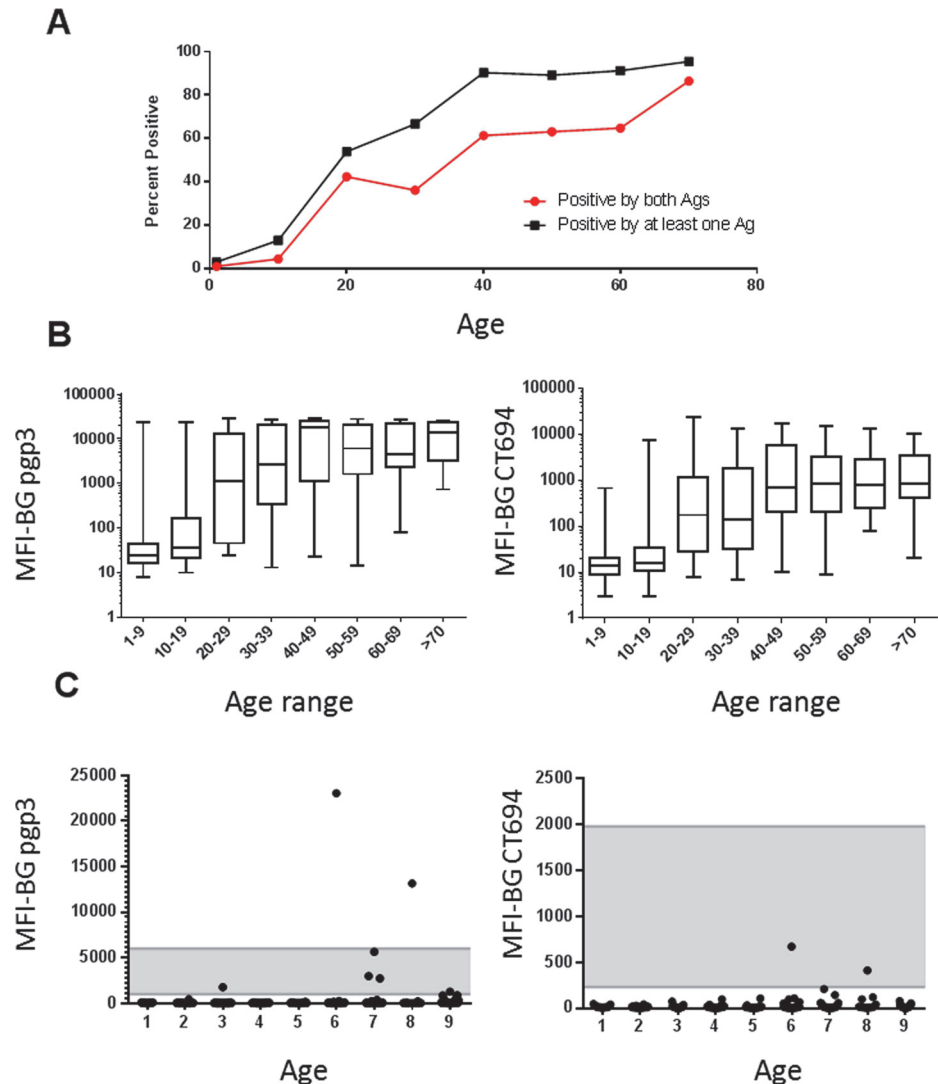 A
Percent Positive
100
80
60
40
20
0
Positive by both Ags
Positive by at least one Ag
0 20 40 60 80
Age
B
MFI-BG pgp3
100000
10000
1000
100
10
1
1-9 10-19 20-29 30-39 40-49 50-59 60-69 >70
Age range
MFI-BG CT694
100000
10000
1000
100
10
1
1-9 10-19 20-29 30-39 40-49 50-59 60-69 >70
Age range
C
MFI-BG pgp3
25000
20000
15000
10000
5000
0
1 2 3 4 5 6 7 8 9
Age
MFI-BG CT694
2500
2000
1500
1000
500
0
1 2 3 4 5 6 7 8 9
Age